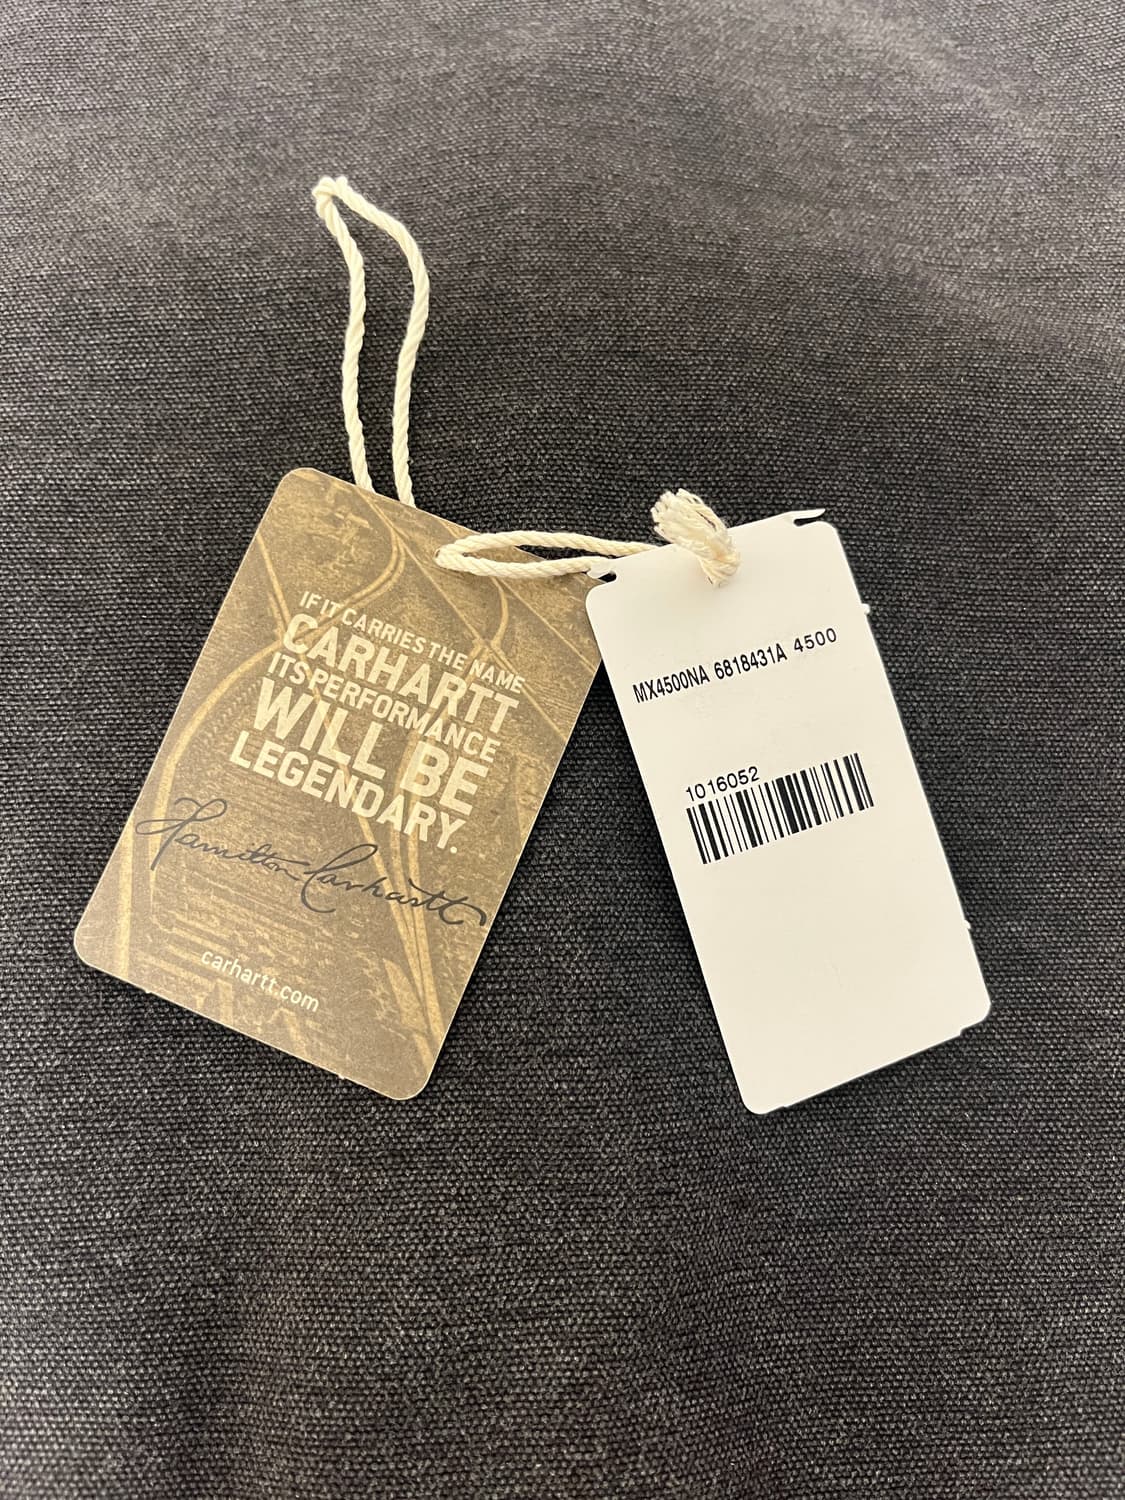 IF IT CARRIES THE NAME
CARHARTT
ITS PERFORMANCE
WILL BE
LEGENDARY.
Hamilton Carhartt
carhartt.com
MX4500NA 6818431A 4500
1016052